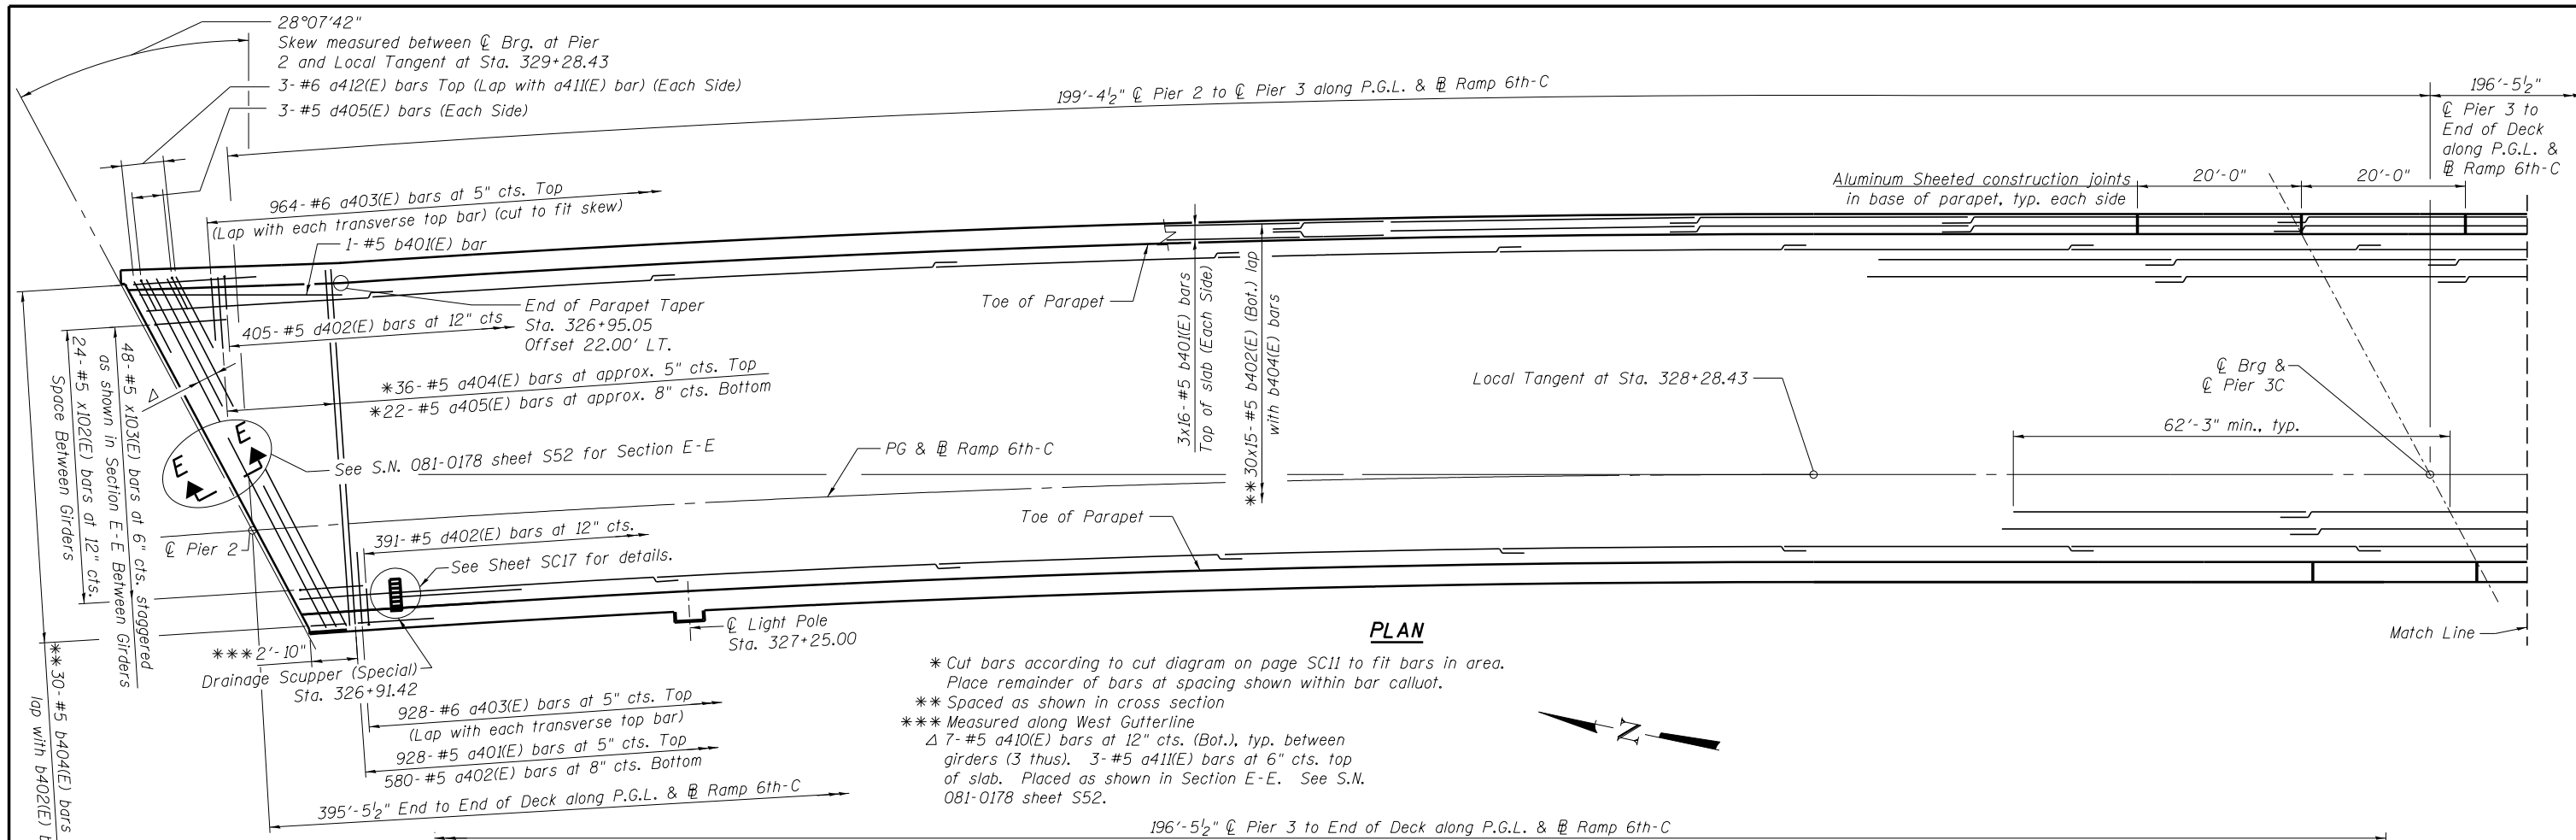 28°07'42"
Skew measured between ℄ Brg. at Pier
2 and Local Tangent at Sta. 329+28.43
3-#6 a412(E) bars Top (Lap with a411(E) bar) (Each Side)
3-#5 d405(E) bars (Each Side)
199'-4½" ℄ Pier 2 to ℄ Pier 3 along P.G.L. & ⅊ Ramp 6th-C
196'-5½"
℄ Pier 3 to
End of Deck
along P.G.L. &
⅊ Ramp 6th-C
964-#6 a403(E) bars at 5" cts. Top
(Lap with each transverse top bar) (cut to fit skew)
1-#5 b401(E) bar
Aluminum Sheeted construction joints
in base of parapet, typ. each side
20'-0"
20'-0"
End of Parapet Taper
Sta. 326+95.05
Offset 22.00' LT.
405-#5 d402(E) bars at 12" cts
Toe of Parapet
3x16-#5 b401(E) bars
Top of slab (Each Side)
**30x15-#5 b402(E) (Bot.) lap
with b404(E) bars
*36-#5 a404(E) bars at approx. 5" cts. Top
*22-#5 a405(E) bars at approx. 8" cts. Bottom
Local Tangent at Sta. 328+28.43
℄ Brg &
℄ Pier 3C
62'-3" min., typ.
48-#5 x103(E) bars at 6" cts. staggered
as shown in Section E-E Between Girders
24-#5 x102(E) bars at 12" cts.
Space Between Girders
Δ
E
E
See S.N. 081-0178 sheet S52 for Section E-E
PG & ⅊ Ramp 6th-C
℄ Pier 2
391-#5 d402(E) bars at 12" cts.
Toe of Parapet
See Sheet SC17 for details.
℄ Light Pole
Sta. 327+25.00
Match Line
***2'-10"
Drainage Scupper (Special)
Sta. 326+91.42
**30-#5 b404(E) bars
lap with b402(E)
928-#6 a403(E) bars at 5" cts. Top
(Lap with each transverse top bar)
928-#5 a401(E) bars at 5" cts. Top
580-#5 a402(E) bars at 8" cts. Bottom
395'-5½" End to End of Deck along P.G.L. & ⅊ Ramp 6th-C
PLAN
* Cut bars according to cut diagram on page SC11 to fit bars in area.
Place remainder of bars at spacing shown within bar calluot.
** Spaced as shown in cross section
*** Measured along West Gutterline
Δ 7-#5 a410(E) bars at 12" cts. (Bot.), typ. between
girders (3 thus). 3-#5 a411(E) bars at 6" cts. top
of slab. Placed as shown in Section E-E. See S.N.
081-0178 sheet S52.
N
196'-5½" ℄ Pier 3 to End of Deck along P.G.L. & ⅊ Ramp 6th-C